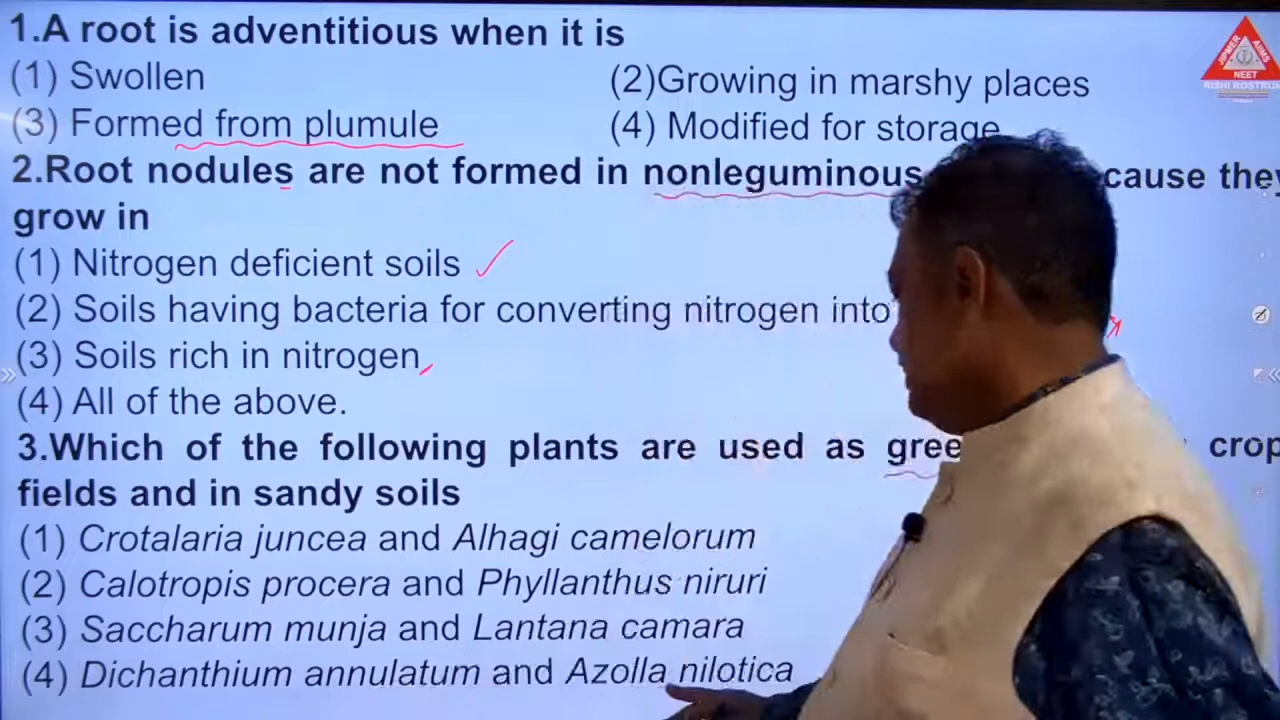 1.A root is adventitious when it is
(1) Swollen
(2)Growing in marshy places
(3) Formed from plumule
(4) Modified for storage
2.Root nodules are not formed in nonleguminous cause they
grow in
(1) Nitrogen deficient soils
(2) Soils having bacteria for converting nitrogen into
(3) Soils rich in nitrogen
(4) All of the above.
3.Which of the following plants are used as gree crop
fields and in sandy soils
(1) Crotalaria juncea and Alhagi camelorum
(2) Calotropis procera and Phyllanthus niruri
(3) Saccharum munja and Lantana camara
(4) Dichanthium annulatum and Azolla nilotica
JIPMER AIIMS
NEET
RISHI ROSTRUM